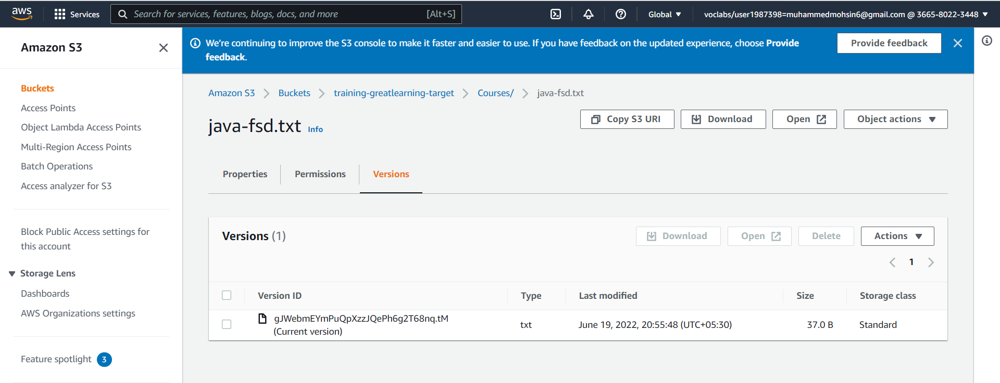 aws
Services
Search for services, features, blogs, docs, and more
[Alt+S]
Global
voclabs/user1987398=muhammedmohsin6@gmail.com @ 3665-8022-3448
Amazon S3
Buckets
Access Points
Object Lambda Access Points
Multi-Region Access Points
Batch Operations
Access analyzer for S3
Block Public Access settings for
this account
Storage Lens
Dashboards
AWS Organizations settings
Feature spotlight 3
We're continuing to improve the S3 console to make it faster and easier to use. If you have feedback on the updated experience, choose Provide
feedback.
Provide feedback
Amazon S3 > Buckets > training-greatlearning-target > Courses/ > java-fsd.txt
java-fsd.txt Info
Copy S3 URI
Download
Open
Object actions
Properties
Permissions
Versions
Versions (1)
Download
Open
Delete
Actions
1
Version ID
Type
Last modified
Size
Storage class
gJWebmEYmPuQpXzzJQePh6g2T68nq.tM
(Current version)
txt
June 19, 2022, 20:55:48 (UTC+05:30)
37.0 B
Standard